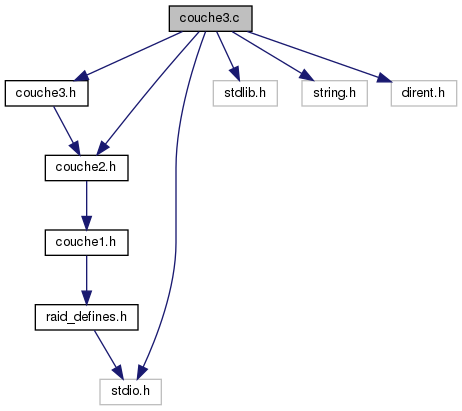 couche3.c
couche3.h
stdlib.h
string.h
dirent.h
couche2.h
couche1.h
raid_defines.h
stdio.h